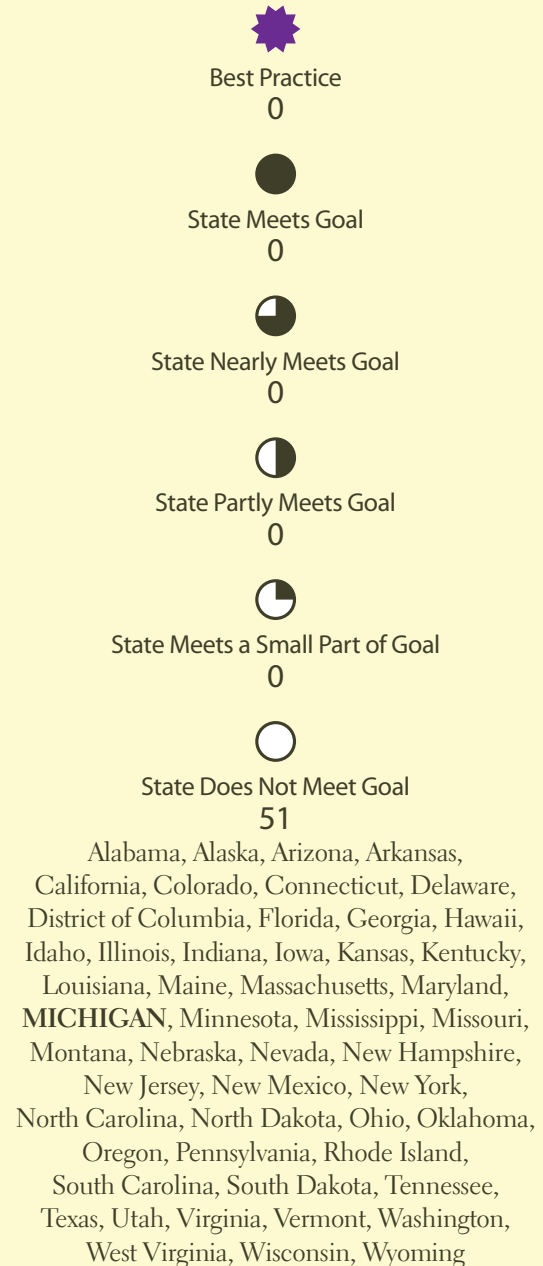 Best Practice
0
State Meets Goal
0
State Nearly Meets Goal
0
State Partly Meets Goal
0
State Meets a Small Part of Goal
0
State Does Not Meet Goal
51
Alabama, Alaska, Arizona, Arkansas,
California, Colorado, Connecticut, Delaware,
District of Columbia, Florida, Georgia, Hawaii,
Idaho, Illinois, Indiana, Iowa, Kansas, Kentucky,
Louisiana, Maine, Massachusetts, Maryland,
MICHIGAN, Minnesota, Mississippi, Missouri,
Montana, Nebraska, Nevada, New Hampshire,
New Jersey, New Mexico, New York,
North Carolina, North Dakota, Ohio, Oklahoma,
Oregon, Pennsylvania, Rhode Island,
South Carolina, South Dakota, Tennessee,
Texas, Utah, Virginia, Vermont, Washington,
West Virginia, Wisconsin, Wyoming